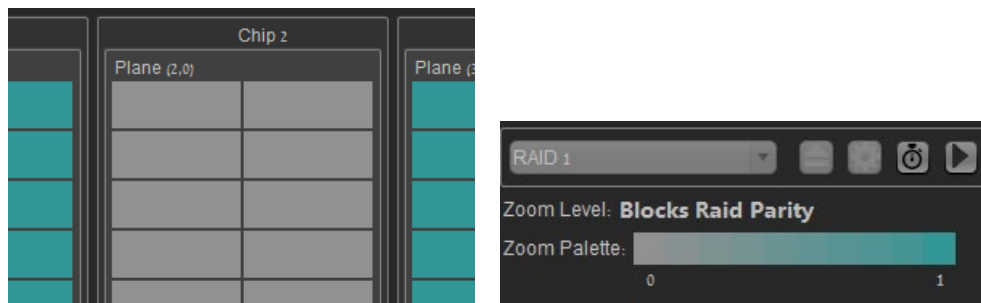 Chip 2
Plane (2,0)
Plane (3
RAID 1
Zoom Level: Blocks Raid Parity
Zoom Palette:
0 1